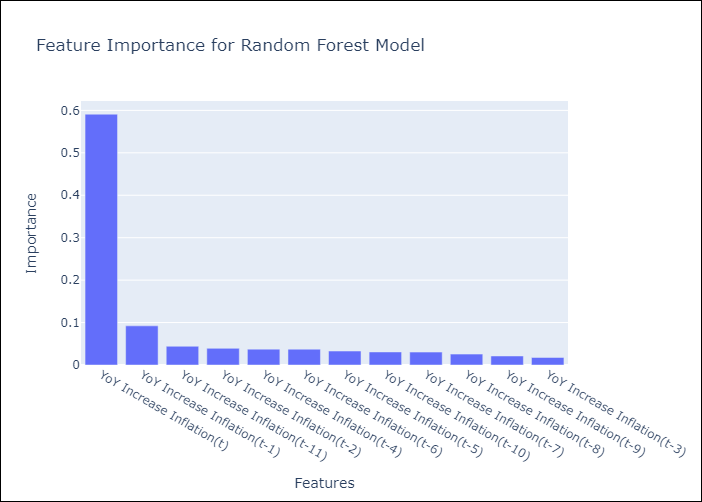 Feature Importance for Random Forest Model
0.6
0.5
0.4
0.3
0.2
0.1
0
Importance
YoY Increase Inflation(t)
YoY Increase Inflation(t-1)
YoY Increase Inflation(t-11)
YoY Increase Inflation(t-2)
YoY Increase Inflation(t-4)
YoY Increase Inflation(t-6)
YoY Increase Inflation(t-5)
YoY Increase Inflation(t-10)
YoY Increase Inflation(t-7)
YoY Increase Inflation(t-8)
YoY Increase Inflation(t-9)
YoY Increase Inflation(t-3)
Features